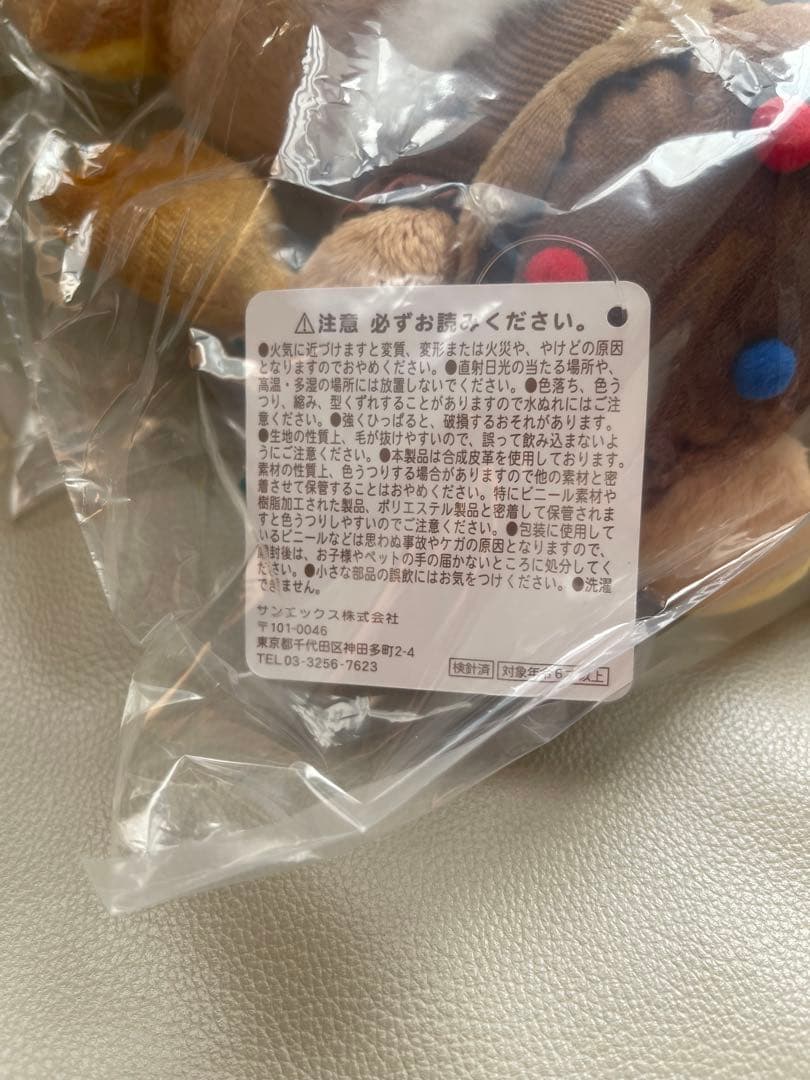 ⚠注意 必ずお読みください。
●火気に近づけますと変質、変形または火災や、やけどの原因
となりますのでおやめください。●直射日光の当たる場所や、
高温・多湿の場所には放置しないでください。●色落ち、色う
つり、縮み、型くずれすることがありますので水ぬれにはご注
意ください。●強くひっぱると、破損するおそれがあります。
●生地の性質上、毛が抜けやすいので、誤って飲み込まないよ
うにご注意ください。●本製品は合成皮革を使用しております。
素材の性質上、色うつりする場合がありますので他の素材と密
着させて保管することはおやめください。特にビニール素材や
樹脂加工された製品、ポリエステル製品と密着して保管されま
すと色うつりしやすいのでご注意ください。●包装に使用して
いるビニールなどは思わぬ事故やケガの原因となりますので、
開封後は、お子様やペットの手の届かないところに処分してく
ださい。●小さな部品の誤飲にはお気をつけください。●洗濯
できません。
サンエックス株式会社
〒101-0046
東京都千代田区神田多町2-4
TEL 03-3256-7623
検針済 対象年齢6才以上